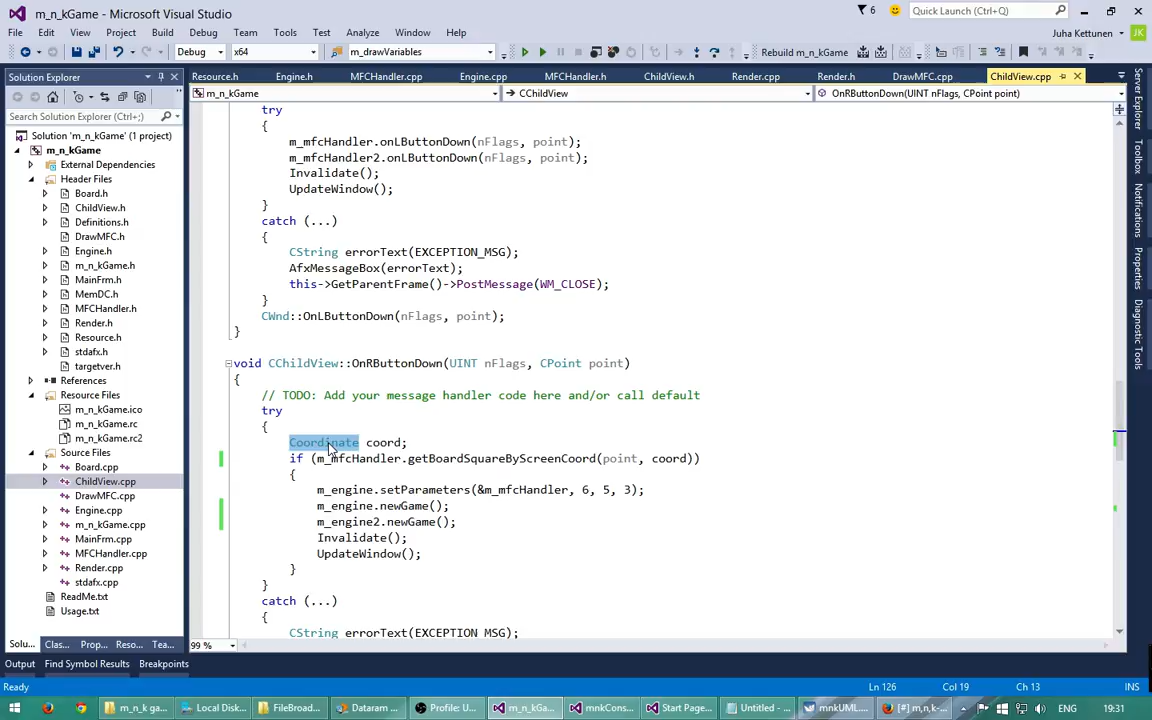 m_n_kGame - Microsoft Visual Studio
6
Quick Launch (Ctrl+Q)
File Edit View Project Build Debug Team Tools Test Analyze Window Help
Juha Kettunen
JK
Debug
x64
m_drawVariables
Rebuild m_nkGame
Solution Explorer
Search Solution Explorer (Ctrl+;)
Solution 'm_n_kGame' (1 project)
m_n_kGame
External Dependencies
Header Files
Board.h
ChildView.h
Definitions.h
DrawMFC.h
Engine.h
m_n_kGame.h
MainFrm.h
MemDC.h
MFCHandler.h
Render.h
Resource.h
stdafx.h
targetver.h
References
Resource Files
m_n_kGame.ico
m_n_kGame.rc
m_n_kGame.rc2
Source Files
Board.cpp
ChildView.cpp
DrawMFC.cpp
Engine.cpp
m_n_kGame.cpp
MainFrm.cpp
MFCHandler.cpp
Render.cpp
stdafx.cpp
ReadMe.txt
Usage.txt
Solu... Clas... Prop... Reso... Tea...
Resource.h Engine.h MFCHandler.cpp Engine.cpp MFCHandler.h ChildView.h Render.cpp Render.h DrawMFC.cpp ChildView.cpp
m_n_kGame
CChildView
OnRButtonDown(UINT nFlags, CPoint point)
try
{
m_mfcHandler.onLButtonDown(nFlags, point);
m_mfcHandler2.onLButtonDown(nFlags, point);
Invalidate();
UpdateWindow();
}
catch (...)
{
CString errorText(EXCEPTION_MSG);
AfxMessageBox(errorText);
this->GetParentFrame()->PostMessage(WM_CLOSE);
}
CWnd::OnLButtonDown(nFlags, point);
}
void CChildView::OnRButtonDown(UINT nFlags, CPoint point)
{
// TODO: Add your message handler code here and/or call default
try
{
Coordinate coord;
if (m_mfcHandler.getBoardSquareByScreenCoord(point, coord))
{
m_engine.setParameters(&m_mfcHandler, 6, 5, 3);
m_engine.newGame();
m_engine2.newGame();
Invalidate();
UpdateWindow();
}
}
catch (...)
{
CString errorText(EXCEPTION_MSG);
99 %
Server Explorer
Toolbox
Notifications
Properties
Diagnostic Tools
Output Find Symbol Results Breakpoints
Ready
Ln 126
Col 19
Ch 13
INS
m_n_k ga...
Local Disk...
FileBroad...
Dataram ...
Profile: U...
m_n_kGa...
mnkCons...
Start Page...
Untitled -...
mnkUML....
[#] m,n,k-...
19:31